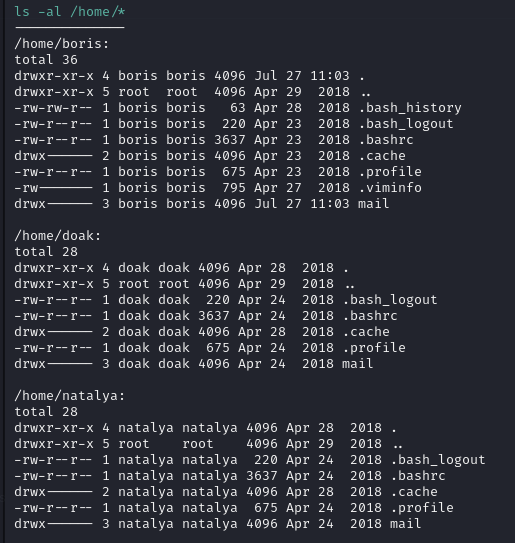 ls -al /home/*
---------------
/home/boris:
total 36
drwxr-xr-x 4 boris boris 4096 Jul 27 11:03 .
drwxr-xr-x 5 root  root  4096 Apr 29  2018 ..
-rw-rw-r-- 1 boris boris   63 Apr 28  2018 .bash_history
-rw-r--r-- 1 boris boris  220 Apr 23  2018 .bash_logout
-rw-r--r-- 1 boris boris 3637 Apr 23  2018 .bashrc
drwx------ 2 boris boris 4096 Apr 23  2018 .cache
-rw-r--r-- 1 boris boris  675 Apr 23  2018 .profile
-rw------- 1 boris boris  795 Apr 27  2018 .viminfo
drwx------ 3 boris boris 4096 Jul 27 11:03 mail

/home/doak:
total 28
drwxr-xr-x 4 doak doak 4096 Apr 28  2018 .
drwxr-xr-x 5 root root 4096 Apr 29  2018 ..
-rw-r--r-- 1 doak doak  220 Apr 24  2018 .bash_logout
-rw-r--r-- 1 doak doak 3637 Apr 24  2018 .bashrc
drwx------ 2 doak doak 4096 Apr 28  2018 .cache
-rw-r--r-- 1 doak doak  675 Apr 24  2018 .profile
drwx------ 3 doak doak 4096 Apr 24  2018 mail

/home/natalya:
total 28
drwxr-xr-x 4 natalya natalya 4096 Apr 28  2018 .
drwxr-xr-x 5 root    root    4096 Apr 29  2018 ..
-rw-r--r-- 1 natalya natalya  220 Apr 24  2018 .bash_logout
-rw-r--r-- 1 natalya natalya 3637 Apr 24  2018 .bashrc
drwx------ 2 natalya natalya 4096 Apr 28  2018 .cache
-rw-r--r-- 1 natalya natalya  675 Apr 24  2018 .profile
drwx------ 3 natalya natalya 4096 Apr 24  2018 mail